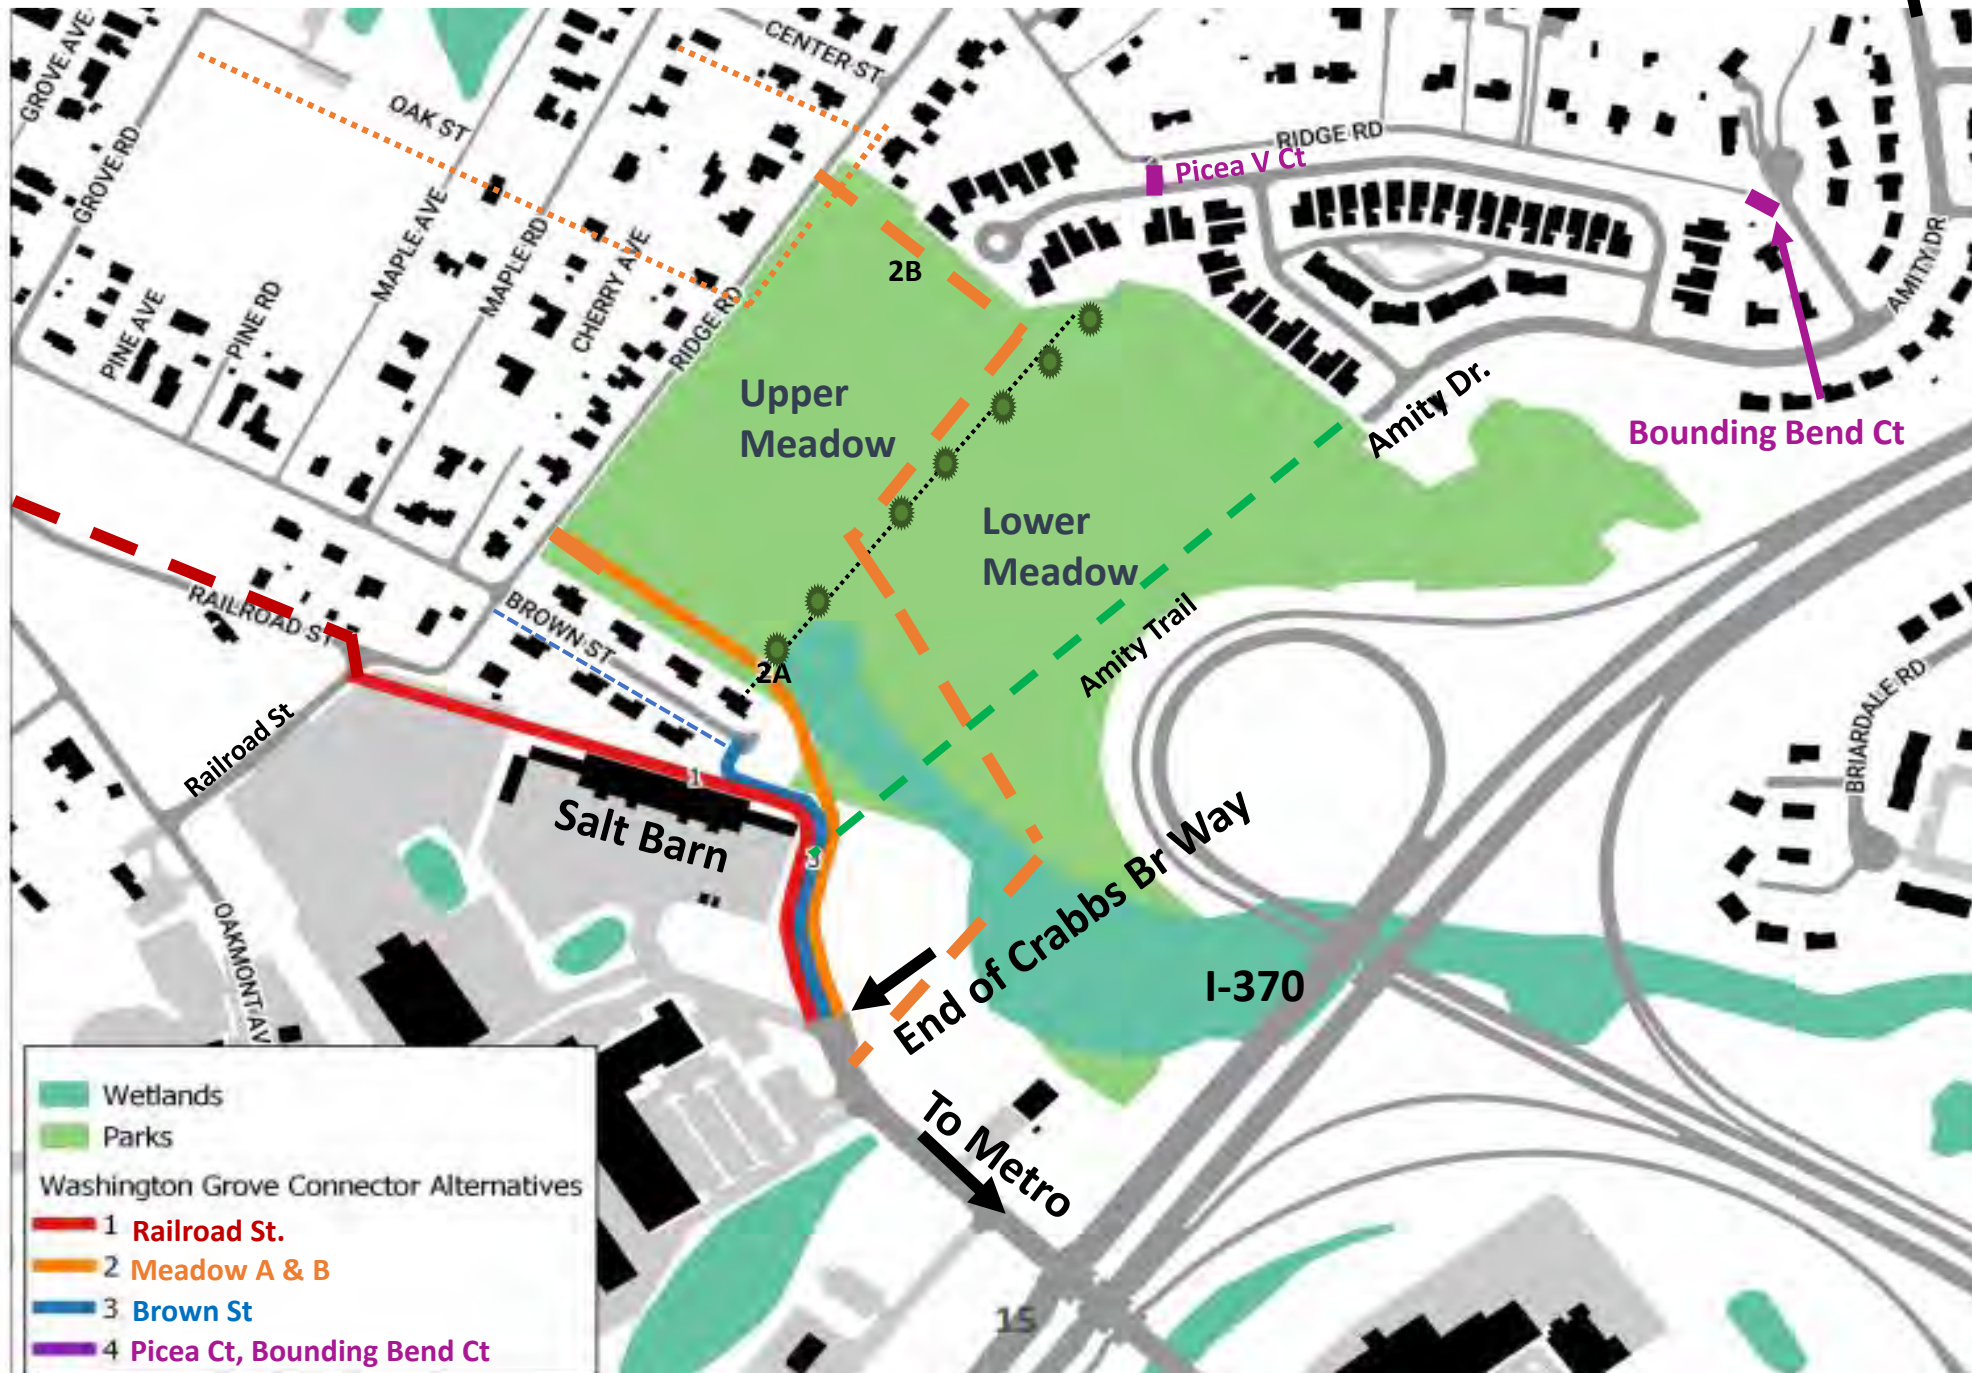 GROVE AVE
CENTER ST
OAK ST
GROVE RD
RIDGE RD
Picea V Ct
MAPLE AVE
MAPLE RD
CHERRY AVE
2B
AMITY DR
PINE AVE
PINE RD
RIDGE RD
Upper
Meadow
Amity Dr.
Bounding Bend Ct
Lower
Meadow
RAILROAD ST
BROWN ST
Amity Trail
2A
Railroad St
BRIARDALE RD
1
Salt Barn
3
End of Crabbs Br Way
OAKMONT AV
I-370
To Metro
15
Wetlands
Parks
Washington Grove Connector Alternatives
1 Railroad St.
2 Meadow A & B
3 Brown St
4 Picea Ct, Bounding Bend Ct